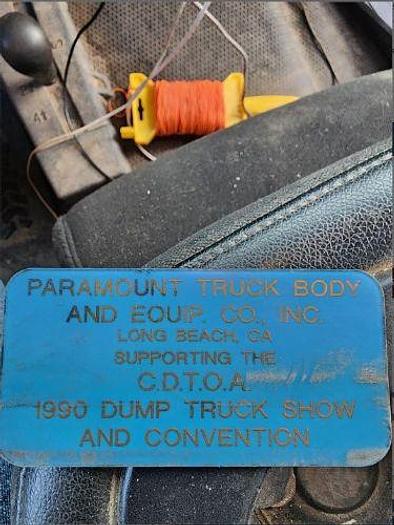 PARAMOUNT TRUCK BODY
AND EQUIP. CO., INC.
LONG BEACH, CA
SUPPORTING THE
C.D.T.O.A.
1990 DUMP TRUCK SHOW
AND CONVENTION